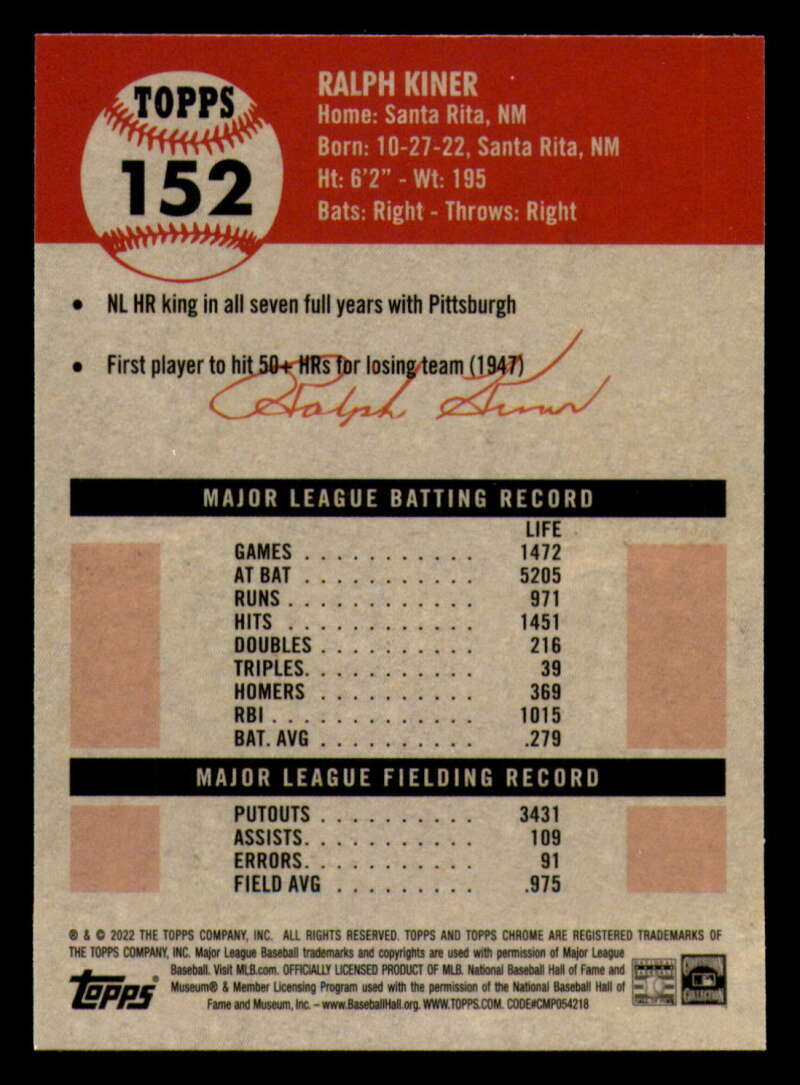 TOPPS
152
RALPH KINER
Home: Santa Rita, NM
Born: 10-27-22, Santa Rita, NM
Ht: 6'2" - Wt: 195
Bats: Right - Throws: Right
• NL HR king in all seven full years with Pittsburgh
• First player to hit 50+ HRs for losing team (1947)
Ralph Kiner
MAJOR LEAGUE BATTING RECORD
LIFE
GAMES . . . . . . . . . . . 1472
AT BAT . . . . . . . . . . . 5205
RUNS . . . . . . . . . . . . 971
HITS . . . . . . . . . . . . 1451
DOUBLES . . . . . . . . . . 216
TRIPLES. . . . . . . . . . . 39
HOMERS . . . . . . . . . . 369
RBI . . . . . . . . . . . . . 1015
BAT. AVG . . . . . . . . . . .279
MAJOR LEAGUE FIELDING RECORD
PUTOUTS . . . . . . . . . . 3431
ASSISTS. . . . . . . . . . . 109
ERRORS. . . . . . . . . . . 91
FIELD AVG . . . . . . . . . .975
® & © 2022 THE TOPPS COMPANY, INC. ALL RIGHTS RESERVED. TOPPS AND TOPPS CHROME ARE REGISTERED TRADEMARKS OF
THE TOPPS COMPANY, INC. Major League Baseball trademarks and copyrights are used with permission of Major League
Baseball. Visit MLB.com. OFFICIALLY LICENSED PRODUCT OF MLB. National Baseball Hall of Fame and
Museum® & Member Licensing Program used with the permission of the National Baseball Hall of
Fame and Museum, Inc. – www.BaseballHall.org. WWW.TOPPS.COM. CODE#CMP054218
TOPPS®
COLLECTION